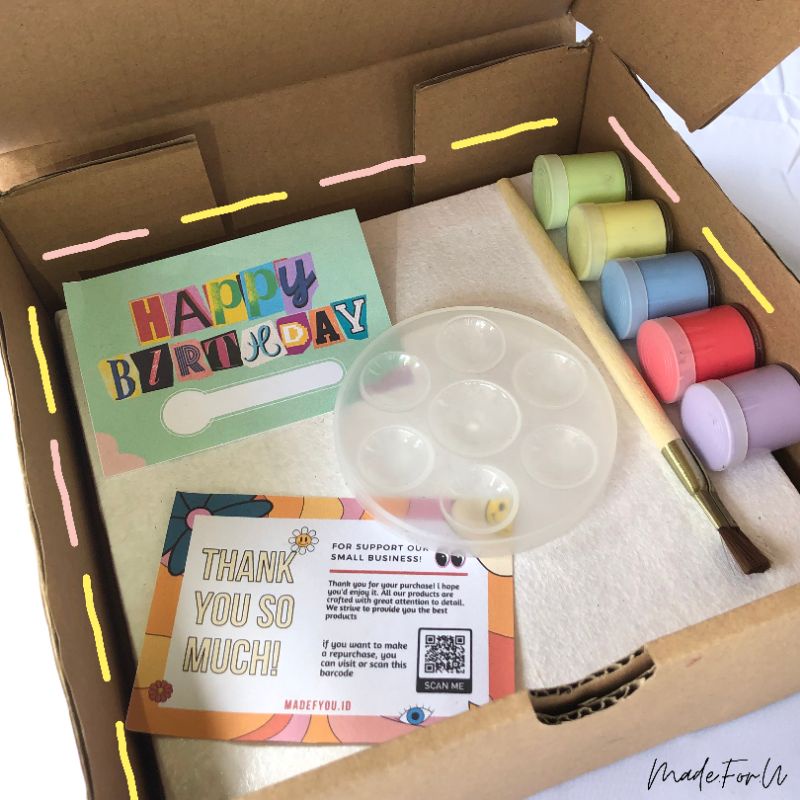 HAPPY
BIRTHDAY
THANK
YOU SO
MUCH!
FOR SUPPORT OUR
SMALL BUSINESS!
Thank you for your purchase! i hope
you'd enjoy it. All our products are
crafted with great attention to detail.
We strive to provide you the best
products
if you want to make
a repurchase, you
can visit or scan this
barcode
SCAN ME
MADEFYOU.ID
MadeForU